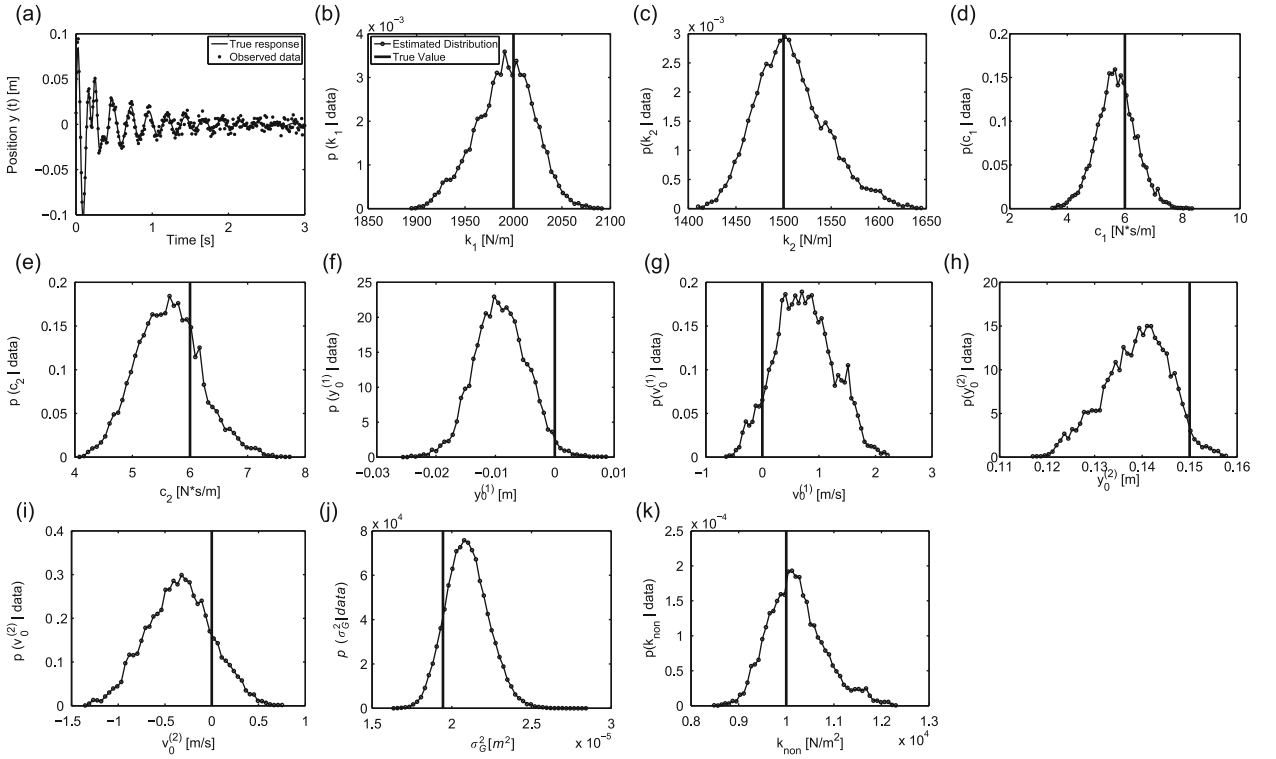 (a)
0.1
0.05
0
−0.05
−0.1
0 1 2 3
Position y (t) [m]
Time [s]
True response
Observed data
(b)
x 10⁻³
4
3
2
1
0
1850 1900 1950 2000 2050 2100
p (k₁ | data)
k₁ [N/m]
Estimated Distribution
True Value
(c)
x 10⁻³
3
2.5
2
1.5
1
0.5
0
1400 1450 1500 1550 1600 1650
p(k₂ | data)
k₂ [N/m]
(d)
0.2
0.15
0.1
0.05
0
2 4 6 8 10
p(c₁ | data)
c₁ [N*s/m]
(e)
0.2
0.15
0.1
0.05
0
4 5 6 7 8
p (c₂ | data)
c₂ [N*s/m]
(f)
25
20
15
10
5
0
−0.03 −0.02 −0.01 0 0.01
p (y₀⁽¹⁾ | data)
y₀⁽¹⁾ [m]
(g)
0.2
0.15
0.1
0.05
0
−1 0 1 2 3
p(v₀⁽¹⁾ | data)
v₀⁽¹⁾ [m/s]
(h)
20
15
10
5
0
0.11 0.12 0.13 0.14 0.15 0.16
p(y₀⁽²⁾ | data)
y₀⁽²⁾ [m]
(i)
0.4
0.3
0.2
0.1
0
−1.5 −1 −0.5 0 0.5 1
p (v₀⁽²⁾ | data)
v₀⁽²⁾ [m/s]
(j)
x 10⁴
8
6
4
2
0
1.5 2 2.5 3
x 10⁻⁵
p (σ_G² | data)
σ_G² [m²]
(k)
x 10⁻⁴
2.5
2
1.5
1
0.5
0
0.8 0.9 1 1.1 1.2 1.3
x 10⁴
p(k_non | data)
k_non [N/m²]